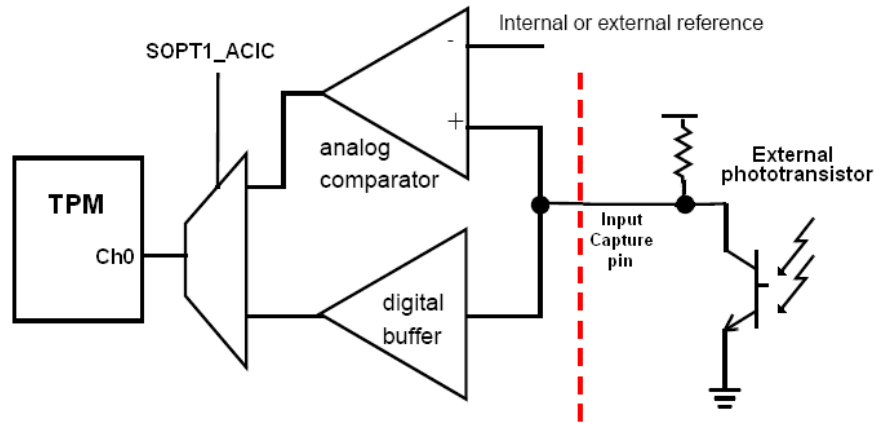 Internal or external reference
SOPT1_ACIC
-
+
analog
comparator
External
phototransistor
TPM
Ch0
Input
Capture
pin
digital
buffer